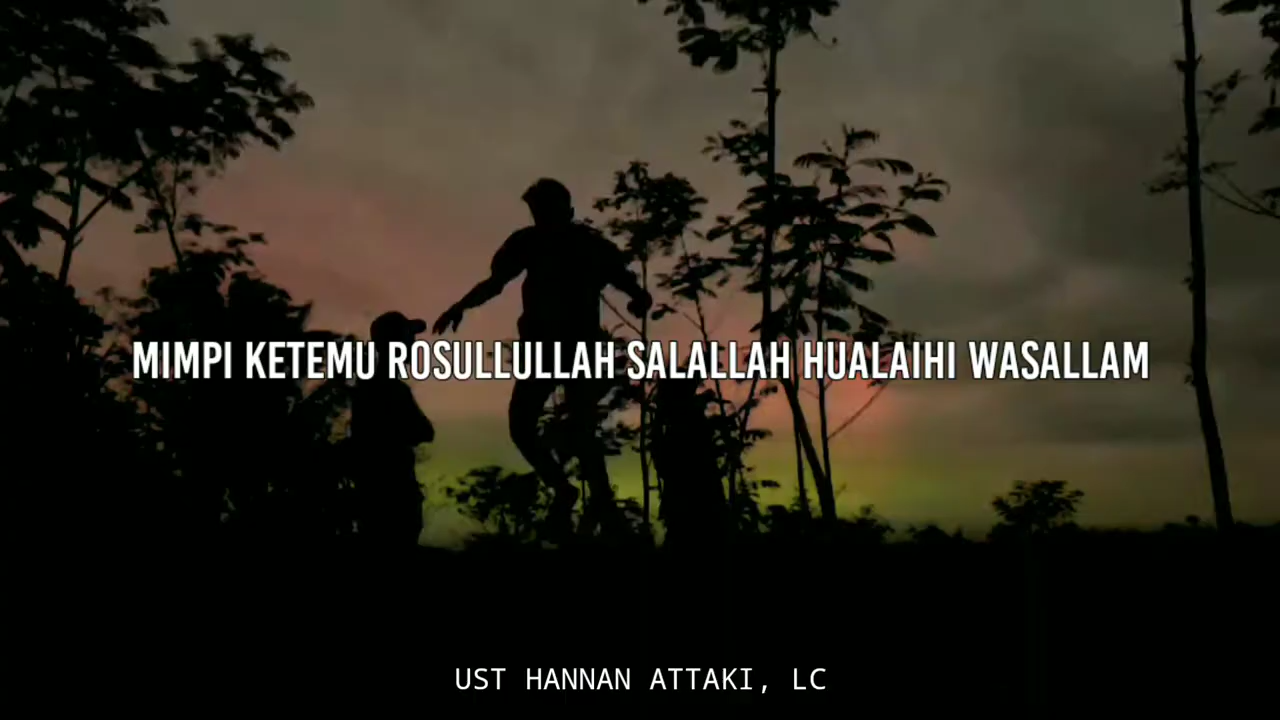 MIMPI KETEMU ROSULLULLAH SALALLAH HUALAIHI WASALLAM
UST HANNAN ATTAKI, LC